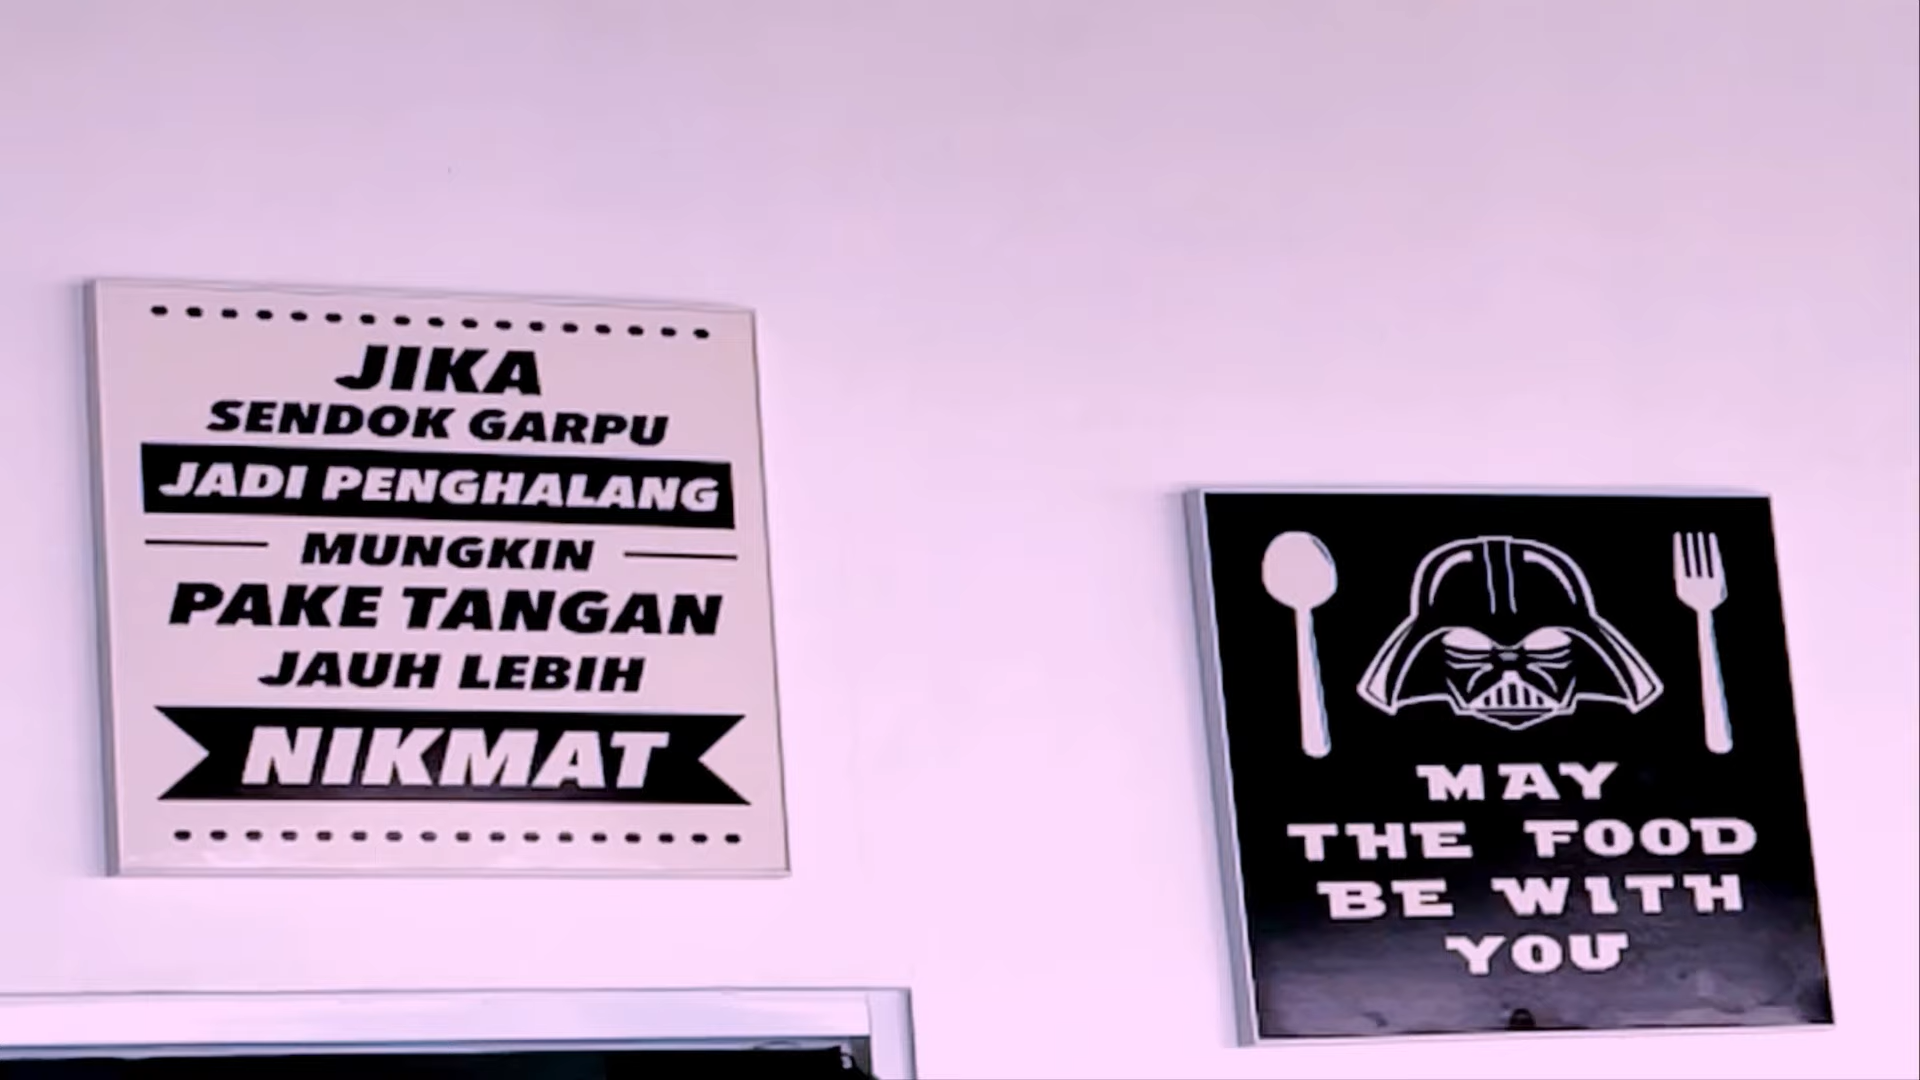 JIKA
SENDOK GARPU
JADI PENGHALANG
MUNGKIN
PAKE TANGAN
JAUH LEBIH
NIKMAT
MAY
THE FOOD
BE WITH
YOU